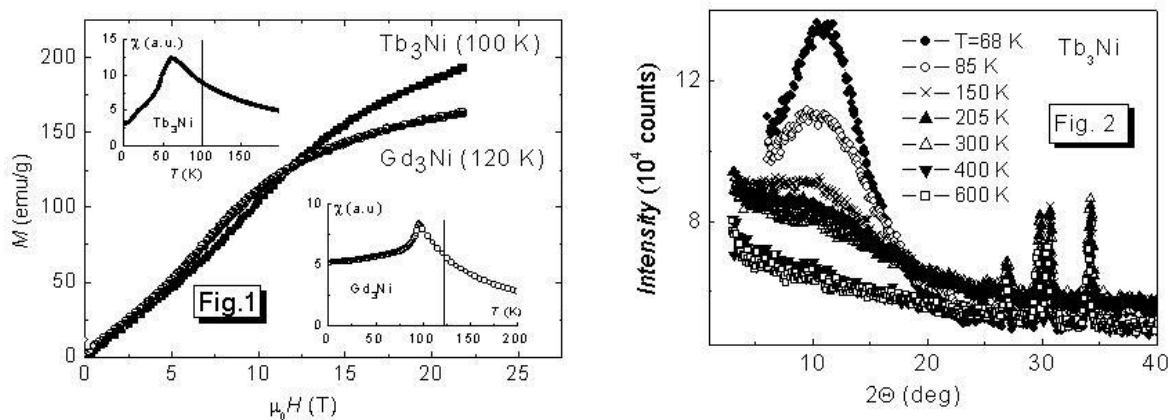 200
150
100
50
0
M (emu/g)
0
5
10
15
20
25
μ₀H (T)
Tb₃Ni (100 K)
Gd₃Ni (120 K)
Fig.1
χ (a.u.)
15
10
5
0
0
50
100
150
T (K)
Tb₃Ni
χ (a.u)
10
5
0
0
50
100
150
200
T (K)
Gd₃Ni
Intensity (10⁴ counts)
12
8
10
20
30
40
2Θ (deg)
T=68 K
85 K
150 K
205 K
300 K
400 K
600 K
Tb₃Ni
Fig. 2